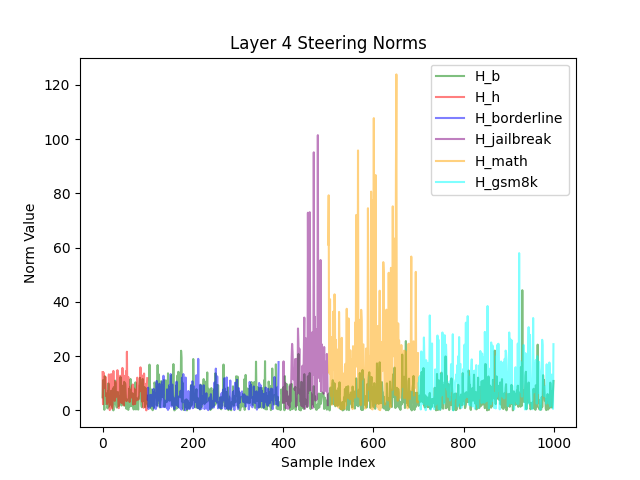 Layer 4 Steering Norms
Norm Value
120
100
80
60
40
20
0
H_b
H_h
H_borderline
H_jailbreak
H_math
H_gsm8k
0
200
400
600
800
1000
Sample Index